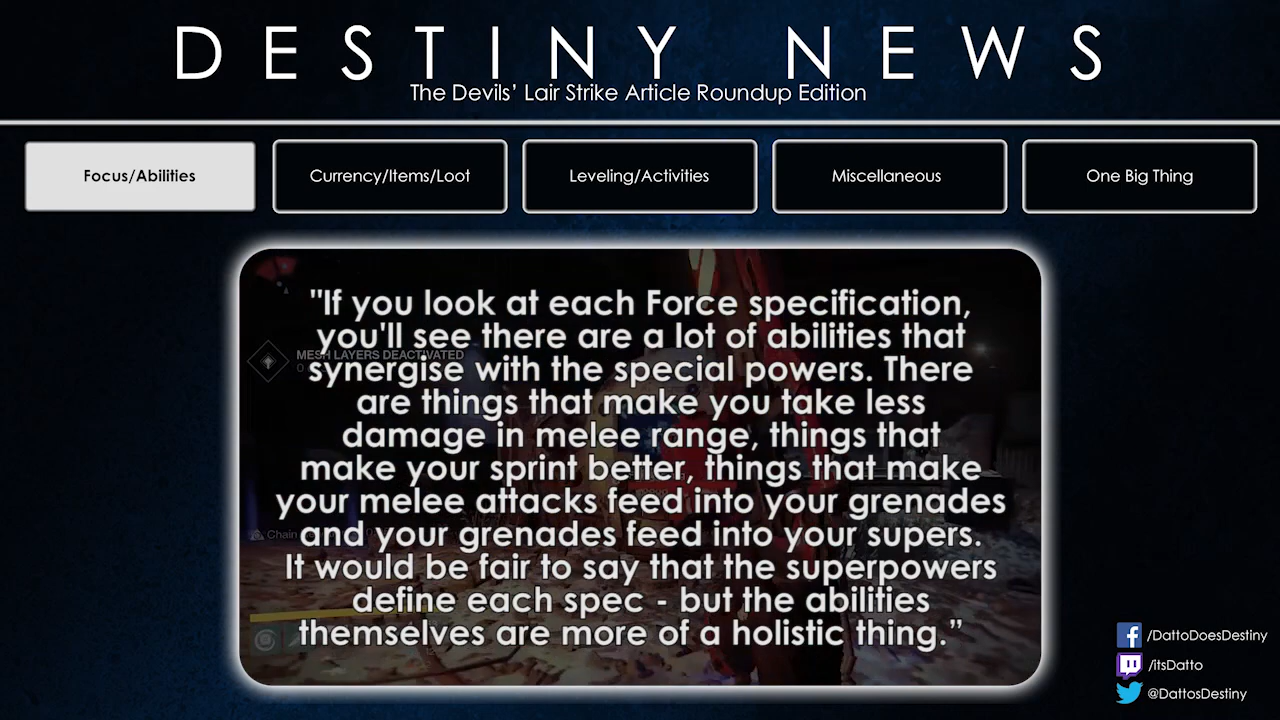 DESTINY NEWS
The Devils’ Lair Strike Article Roundup Edition
Focus/Abilities
Currency/Items/Loot
Leveling/Activities
Miscellaneous
One Big Thing
"If you look at each Force specification,
you'll see there are a lot of abilities that
synergise with the special powers. There
are things that make you take less
damage in melee range, things that
make your sprint better, things that make
your melee attacks feed into your grenades
and your grenades feed into your supers.
It would be fair to say that the superpowers
define each spec - but the abilities
themselves are more of a holistic thing.”
MESH LAYERS DEACTIVATED
Chain
/DattoDoesDestiny
/itsDatto
@DattosDestiny